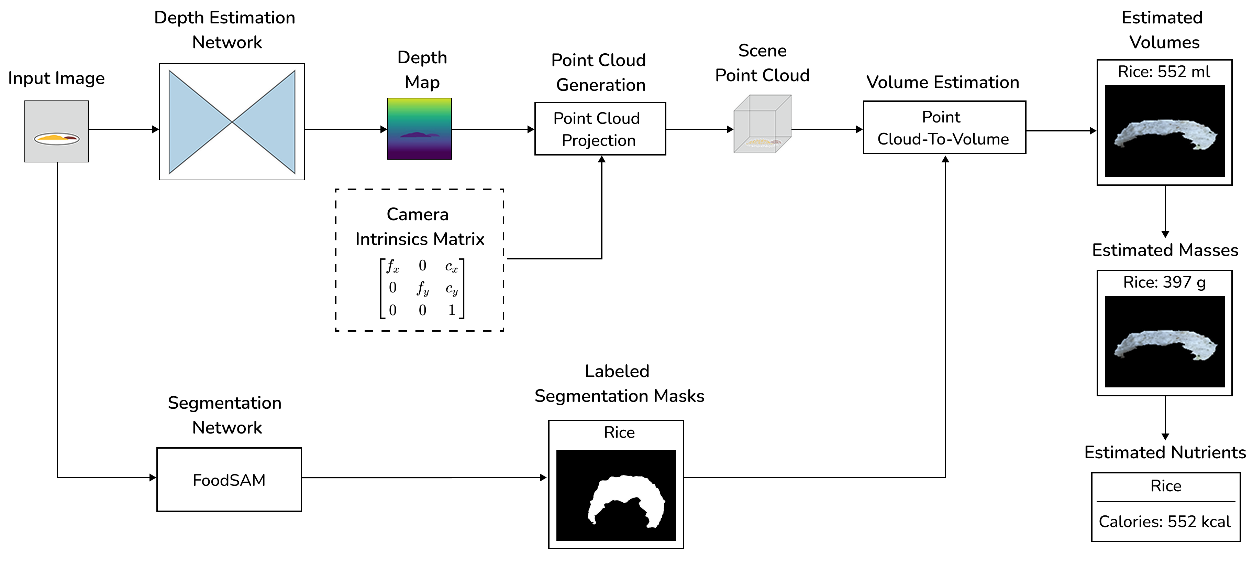 Input Image
Depth Estimation
Network
Depth
Map
Point Cloud
Generation
Point Cloud
Projection
Scene
Point Cloud
Volume Estimation
Point
Cloud-To-Volume
Estimated
Volumes
Rice: 552 ml
Camera
Intrinsics Matrix
f_x 0 c_x
0 f_y c_y
0 0 1
Estimated Masses
Rice: 397 g
Segmentation
Network
FoodSAM
Labeled
Segmentation Masks
Rice
Estimated Nutrients
Rice
Calories: 552 kcal